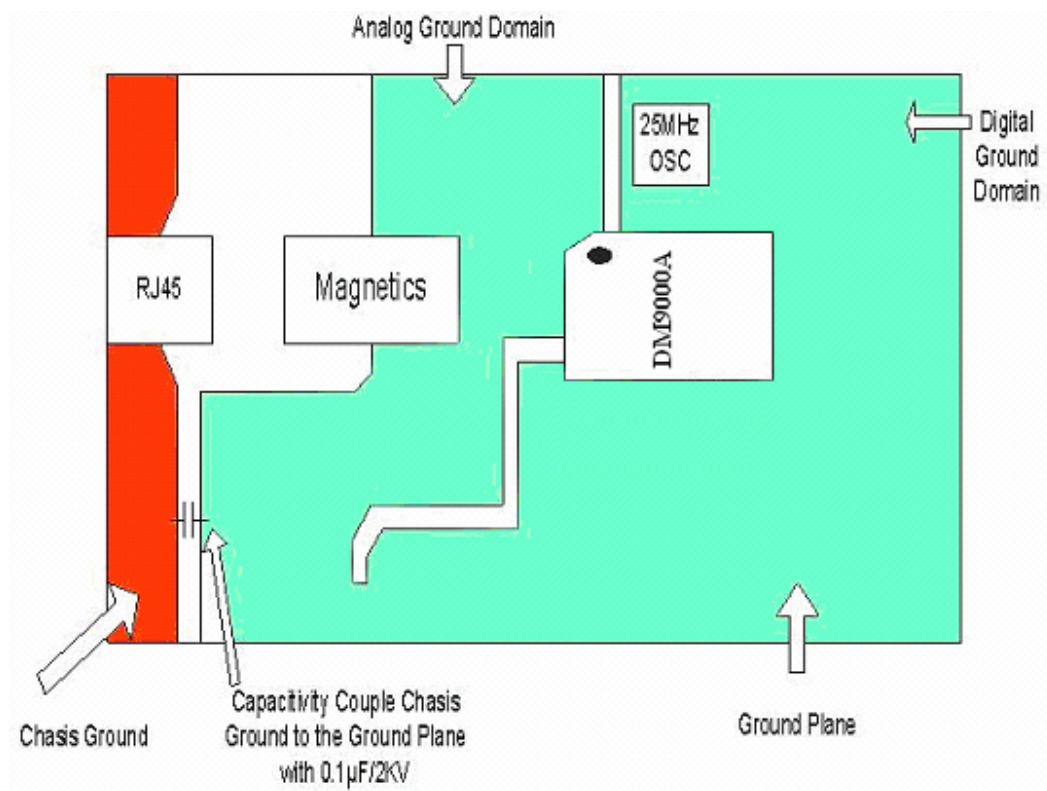 Analog Ground Domain
25MHz
OSC
Digital
Ground
Domain
RJ45
Magnetics
DM9000A
Chasis Ground
Capacitivity Couple Chasis
Ground to the Ground Plane
with 0.1µF/2KV
Ground Plane